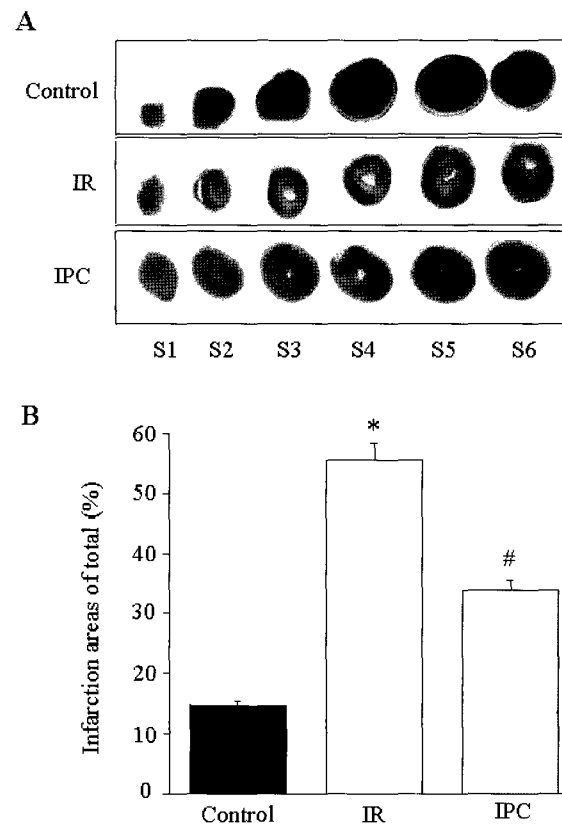 A
Control
IR
IPC
S1 S2 S3 S4 S5 S6
B
Infarction areas of total (%)
60
50
40
30
20
10
0
*
#
Control IR IPC